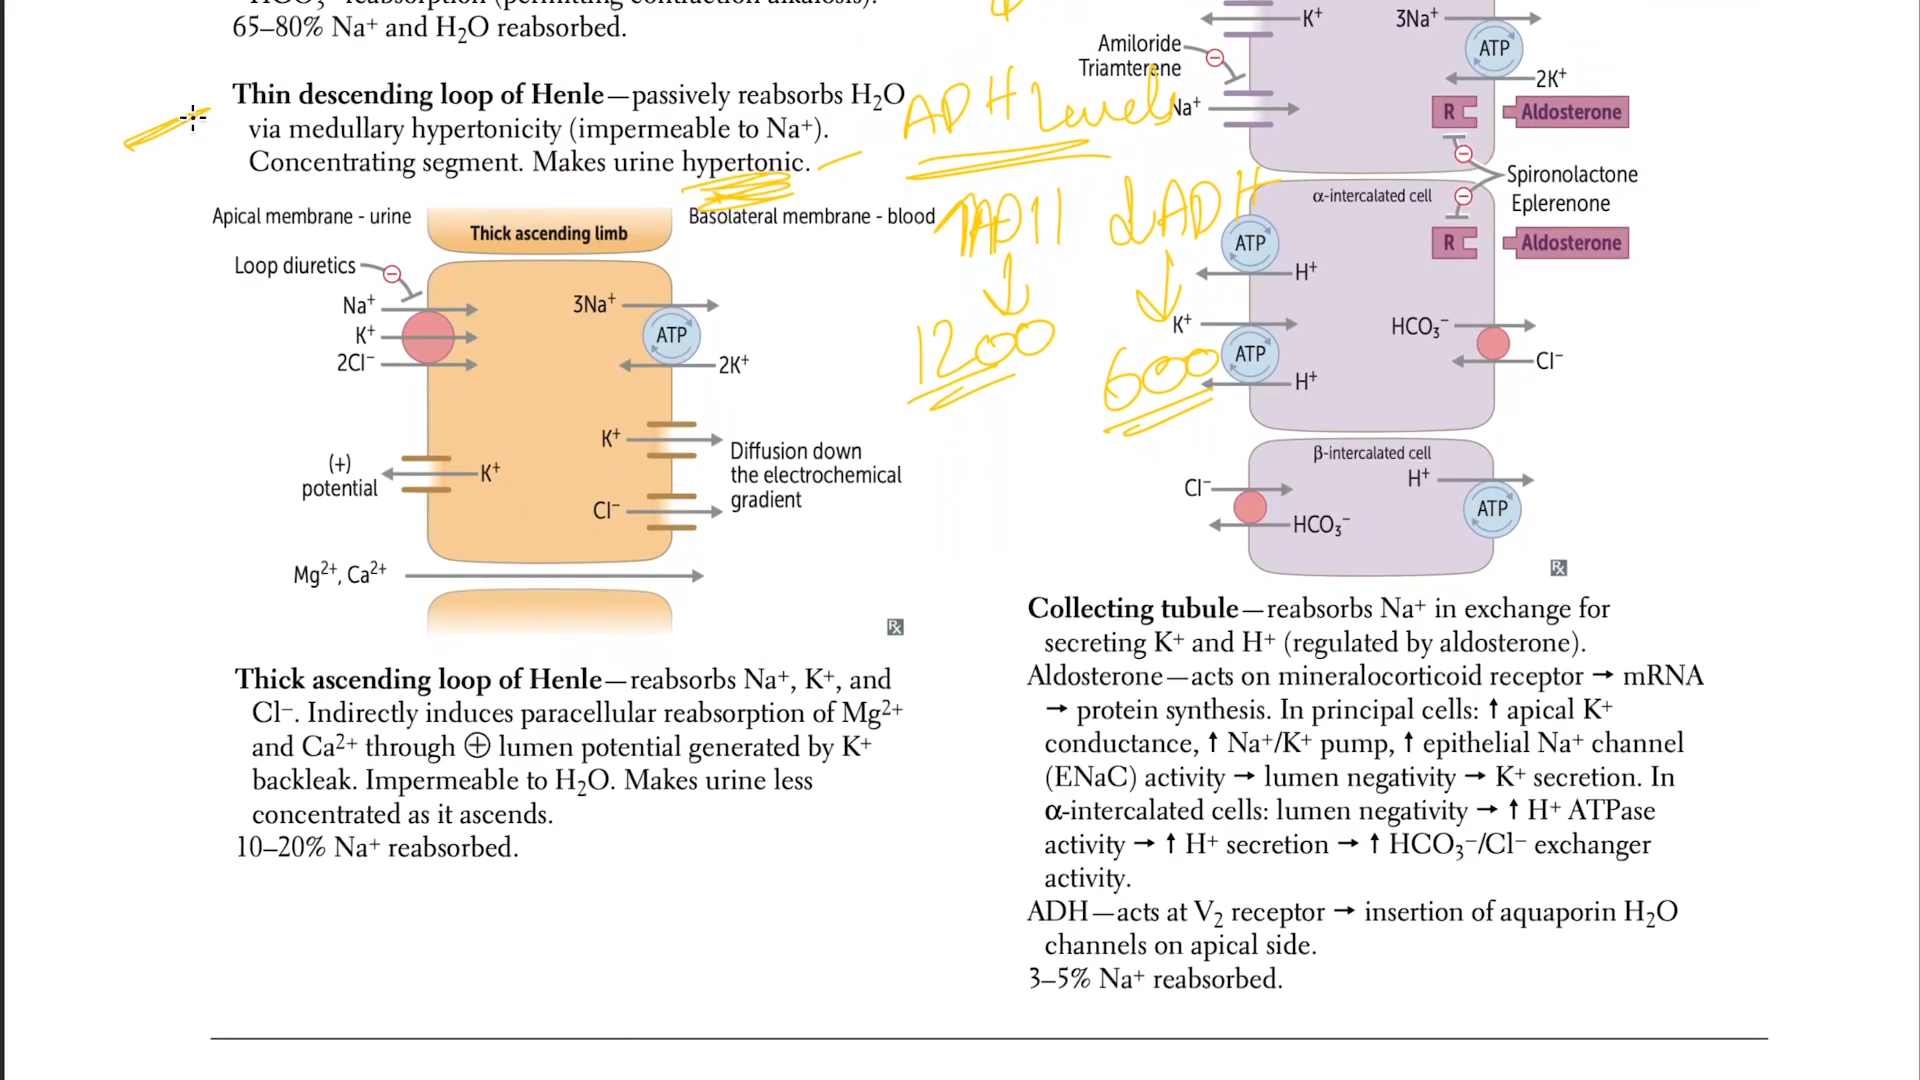 HCO₃⁻ reabsorption (permitting contraction alkalosis).
65–80% Na⁺ and H₂O reabsorbed.
Thin descending loop of Henle—passively reabsorbs H₂O
via medullary hypertonicity (impermeable to Na⁺).
Concentrating segment. Makes urine hypertonic.
ADH Levels
1200
↓ADH
600
Apical membrane - urine
Thick ascending limb
Basolateral membrane - blood
Loop diuretics
Na⁺
K⁺
2Cl⁻
3Na⁺
ATP
2K⁺
K⁺
Cl⁻
Diffusion down
the electrochemical
gradient
(+)
potential
K⁺
Mg²⁺, Ca²⁺
Rx
Thick ascending loop of Henle—reabsorbs Na⁺, K⁺, and
Cl⁻. Indirectly induces paracellular reabsorption of Mg²⁺
and Ca²⁺ through ⊕ lumen potential generated by K⁺
backleak. Impermeable to H₂O. Makes urine less
concentrated as it ascends.
10–20% Na⁺ reabsorbed.
K⁺
3Na⁺
ATP
2K⁺
Amiloride
Triamterene
Na⁺
R
Aldosterone
Spironolactone
Eplerenone
α-intercalated cell
R
Aldosterone
ATP
H⁺
K⁺
ATP
H⁺
HCO₃⁻
Cl⁻
β-intercalated cell
Cl⁻
HCO₃⁻
H⁺
ATP
Rx
Collecting tubule—reabsorbs Na⁺ in exchange for
secreting K⁺ and H⁺ (regulated by aldosterone).
Aldosterone—acts on mineralocorticoid receptor → mRNA
→ protein synthesis. In principal cells: ↑ apical K⁺
conductance, ↑ Na⁺/K⁺ pump, ↑ epithelial Na⁺ channel
(ENaC) activity → lumen negativity → K⁺ secretion. In
α-intercalated cells: lumen negativity → ↑ H⁺ ATPase
activity → ↑ H⁺ secretion → ↑ HCO₃⁻/Cl⁻ exchanger
activity.
ADH—acts at V₂ receptor → insertion of aquaporin H₂O
channels on apical side.
3–5% Na⁺ reabsorbed.